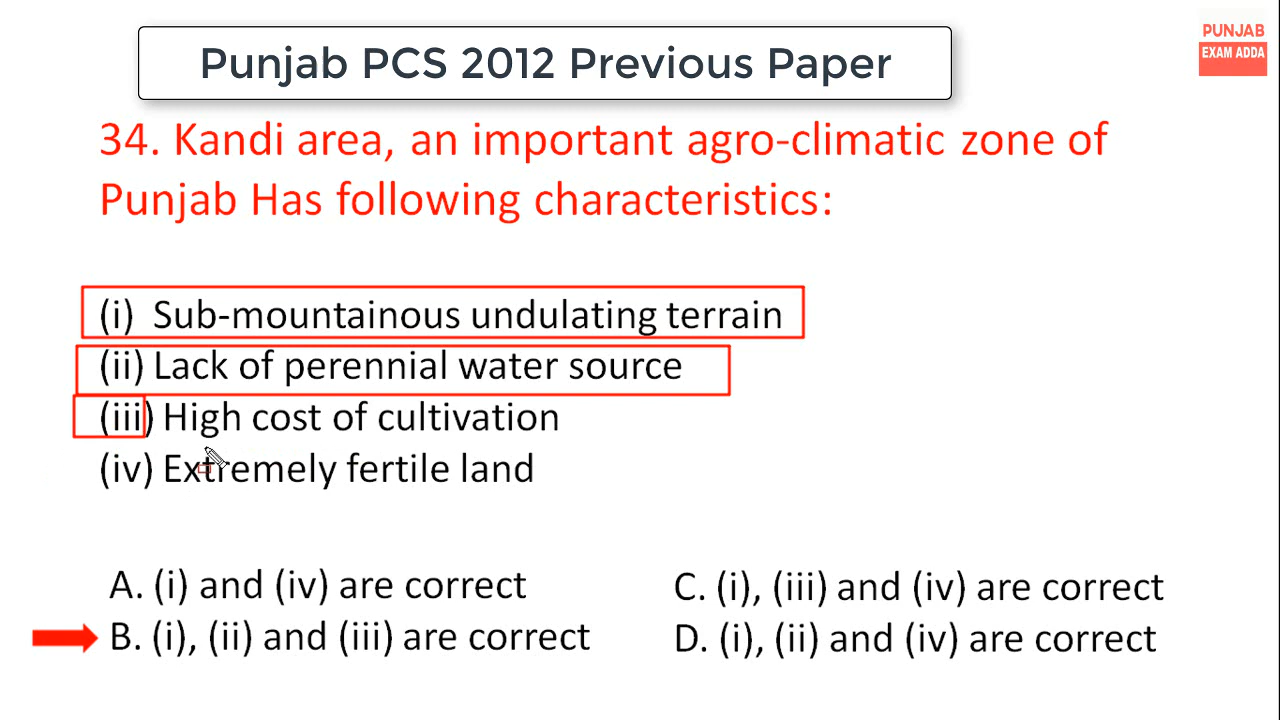 PUNJAB
EXAM ADDA
Punjab PCS 2012 Previous Paper
34. Kandi area, an important agro-climatic zone of
Punjab Has following characteristics:
(i) Sub-mountainous undulating terrain
(ii) Lack of perennial water source
(iii) High cost of cultivation
(iv) Extremely fertile land
A. (i) and (iv) are correct
B. (i), (ii) and (iii) are correct
C. (i), (iii) and (iv) are correct
D. (i), (ii) and (iv) are correct